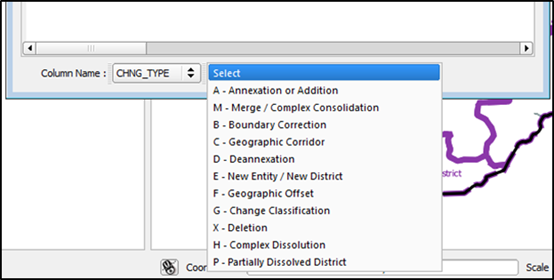 Column Name : CHNG_TYPE Select
A - Annexation or Addition
M - Merge / Complex Consolidation
B - Boundary Correction
C - Geographic Corridor
D - Deannexation
E - New Entity / New District
F - Geographic Offset
G - Change Classification
X - Deletion
H - Complex Dissolution
P - Partially Dissolved District
strict
Coor
Scale